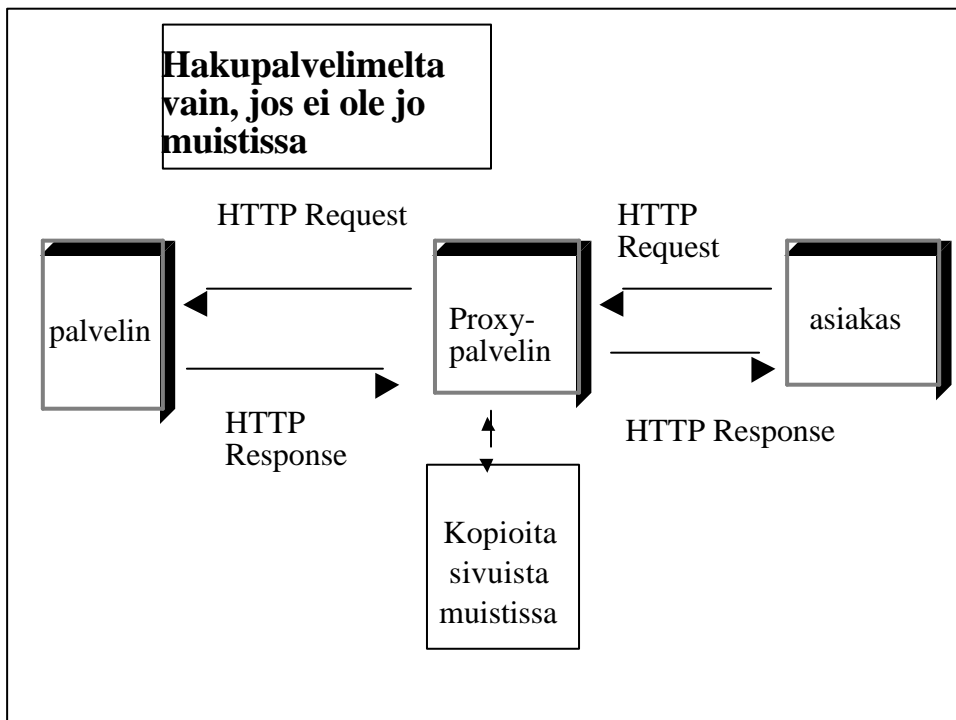 Hakupalvelimelta
vain, jos ei ole jo
muistissa
HTTP Request
HTTP
Request
palvelin
Proxy-
palvelin
asiakas
HTTP
Response
HTTP Response
Kopioita
sivuista
muistissa